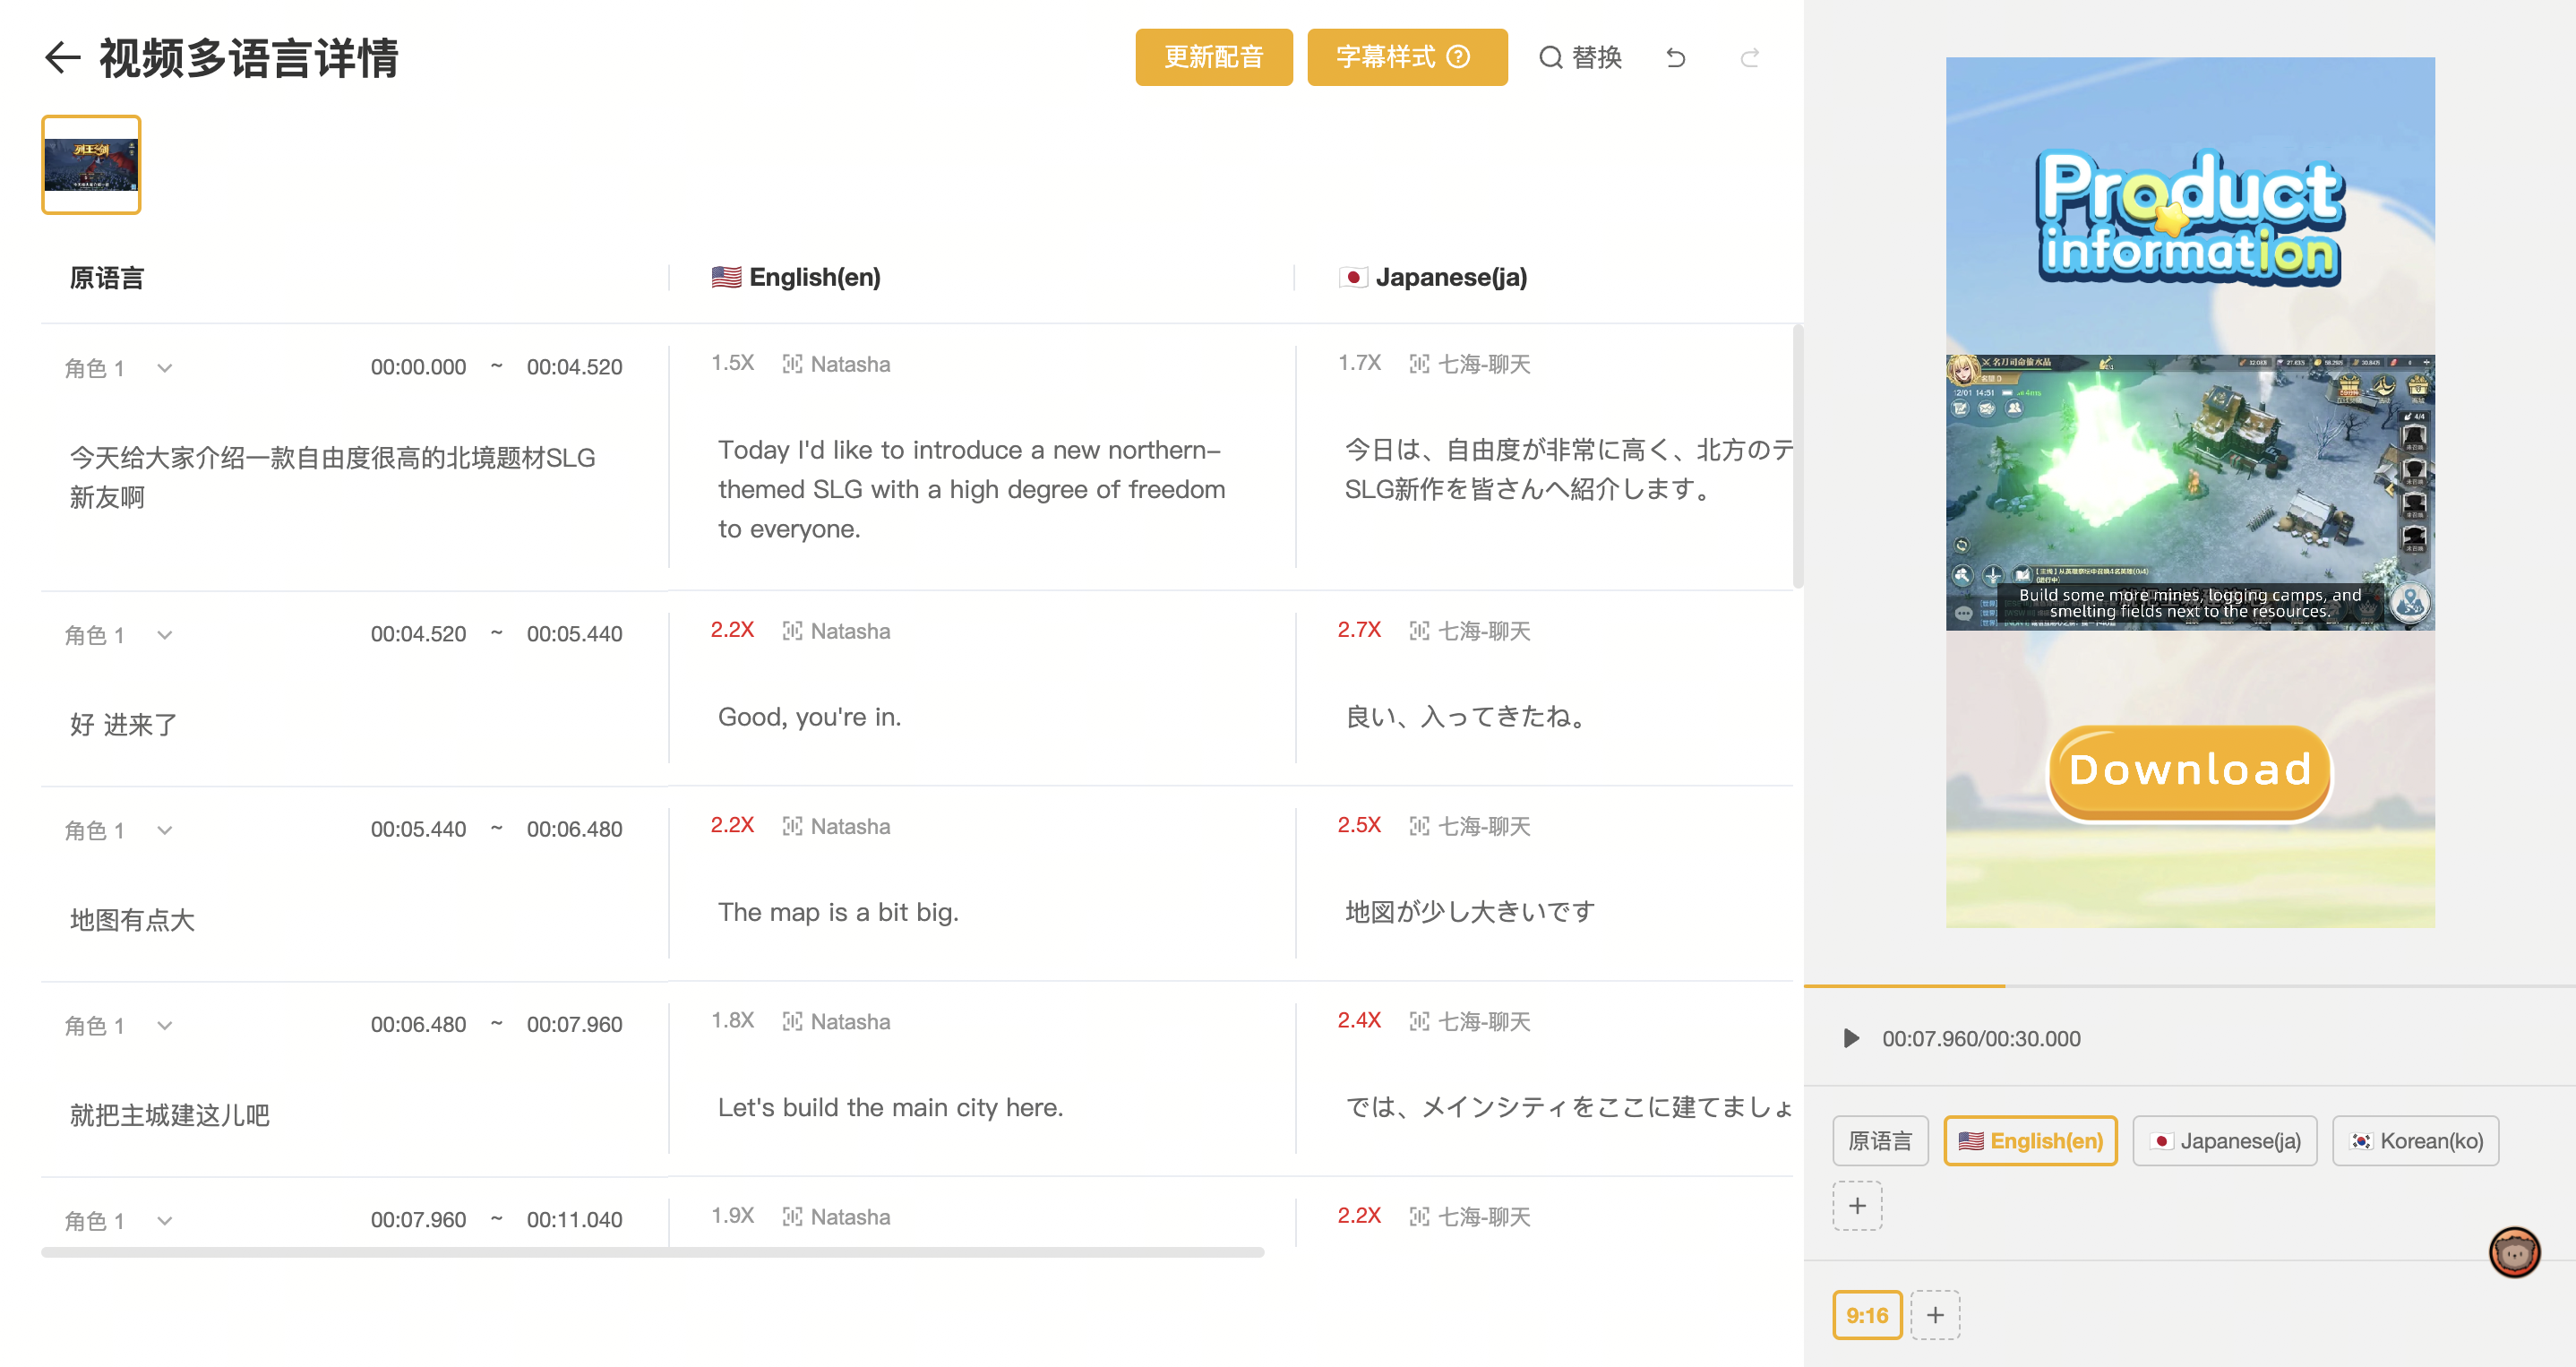 视频多语言详情
更新配音
字幕样式
替换
列王之剑
原语言
English(en)
Japanese(ja)
角色 1
00:00.000 ~ 00:04.520
1.5X Natasha
1.7X 七海-聊天
今天给大家介绍一款自由度很高的北境题材SLG
新友啊
Today I'd like to introduce a new northern-
themed SLG with a high degree of freedom
to everyone.
今日は、自由度が非常に高く、北方のテ
SLG新作を皆さんへ紹介します。
角色 1
00:04.520 ~ 00:05.440
2.2X Natasha
2.7X 七海-聊天
好 进来了
Good, you're in.
良い、入ってきたね。
角色 1
00:05.440 ~ 00:06.480
2.2X Natasha
2.5X 七海-聊天
地图有点大
The map is a bit big.
地図が少し大きいです
角色 1
00:06.480 ~ 00:07.960
1.8X Natasha
2.4X 七海-聊天
就把主城建这儿吧
Let's build the main city here.
では、メインシティをここに建てましょ
角色 1
00:07.960 ~ 00:11.040
1.9X Natasha
2.2X 七海-聊天
Product
information
12/01 14:51
4/4
Build some more mines, logging camps, and
smelting fields next to the resources.
Download
00:07.960/00:30.000
原语言
English(en)
Japanese(ja)
Korean(ko)
9:16